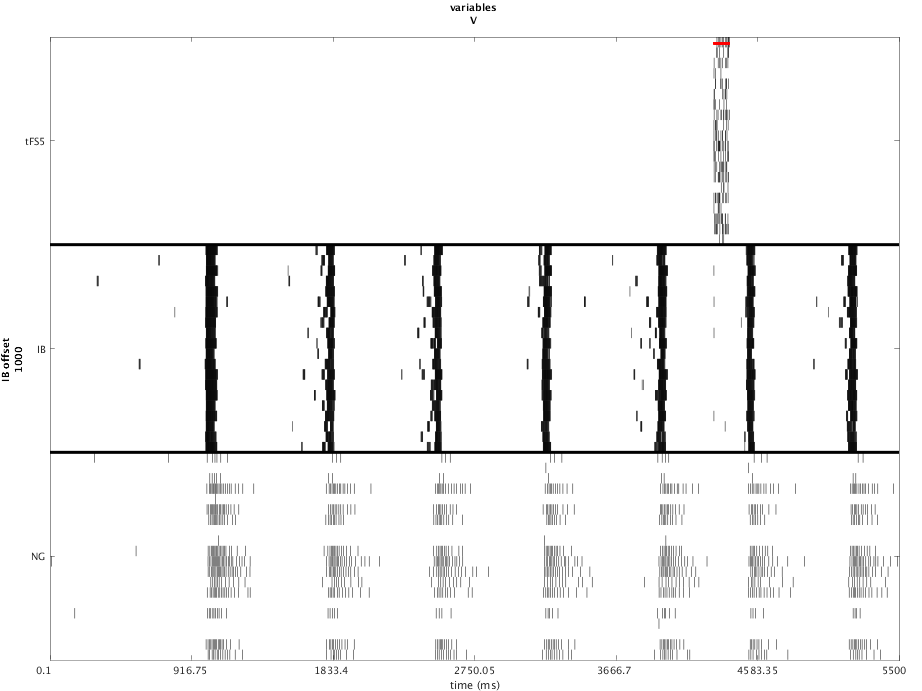 variables
V
tFS5
IB
NG
IB offset
1000
0.1 916.75 1833.4 2750.05 3666.7 4583.35 5500
time (ms)